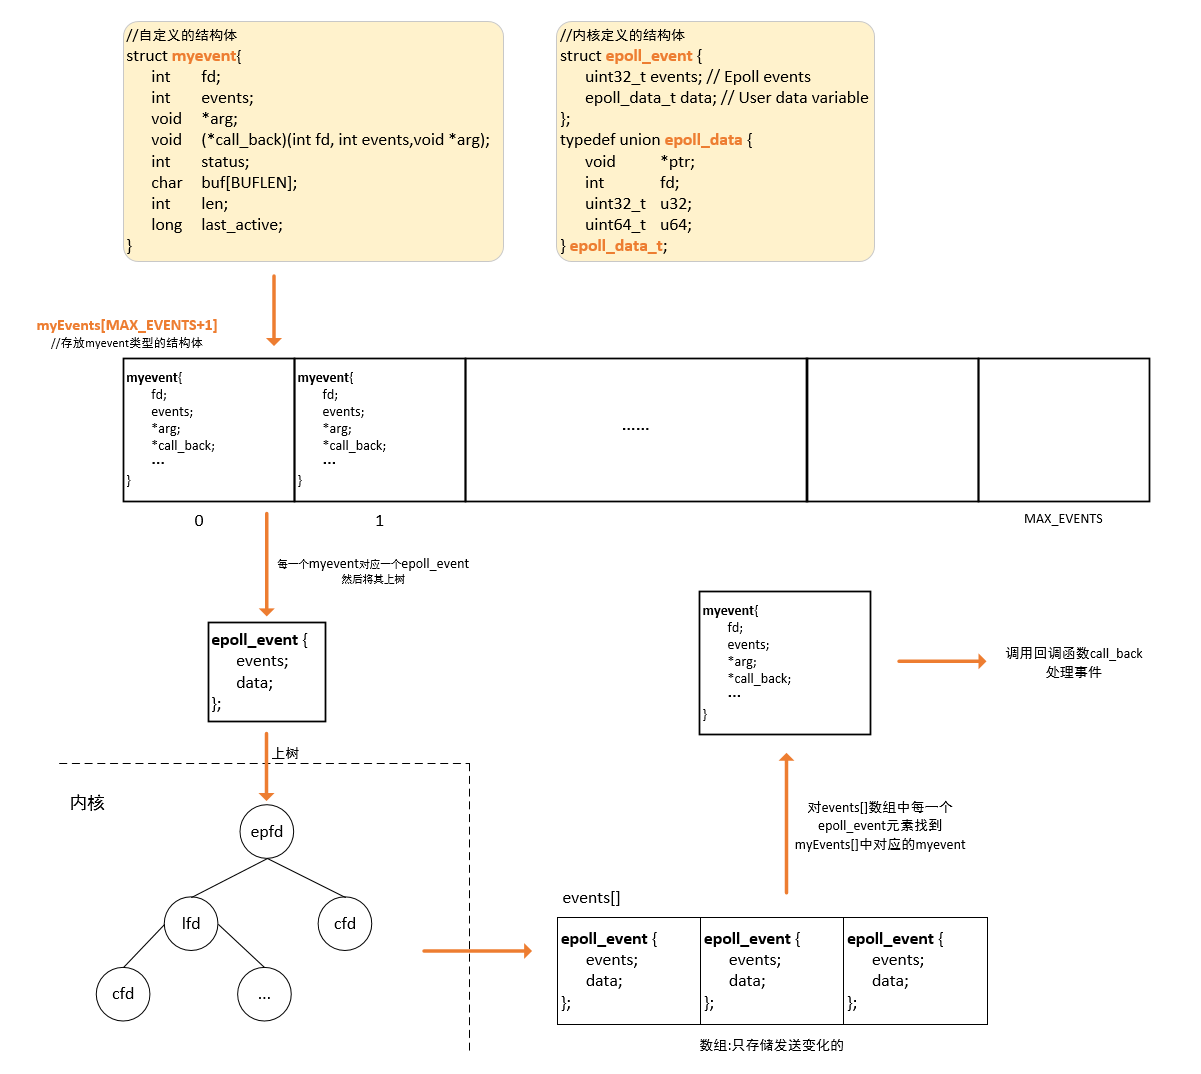 //自定义的结构体
struct myevent{
int fd;
int events;
void *arg;
void (*call_back)(int fd, int events,void *arg);
int status;
char buf[BUFLEN];
int len;
long last_active;
}
//内核定义的结构体
struct epoll_event {
uint32_t events; // Epoll events
epoll_data_t data; // User data variable
};
typedef union epoll_data {
void *ptr;
int fd;
uint32_t u32;
uint64_t u64;
} epoll_data_t;
myEvents[MAX_EVENTS+1]
//存放myevent类型的结构体
myevent{
fd;
events;
*arg;
*call_back;
...
}
myevent{
fd;
events;
*arg;
*call_back;
...
}
......
0
1
MAX_EVENTS
每一个myevent对应一个epoll_event
然后将其上树
epoll_event {
events;
data;
};
上树
内核
epfd
lfd
cfd
cfd
...
myevent{
fd;
events;
*arg;
*call_back;
...
}
调用回调函数call_back
处理事件
对events[]数组中每一个
epoll_event元素找到
myEvents[]中对应的myevent
events[]
epoll_event {
events;
data;
};
epoll_event {
events;
data;
};
epoll_event {
events;
data;
};
数组:只存储发送变化的